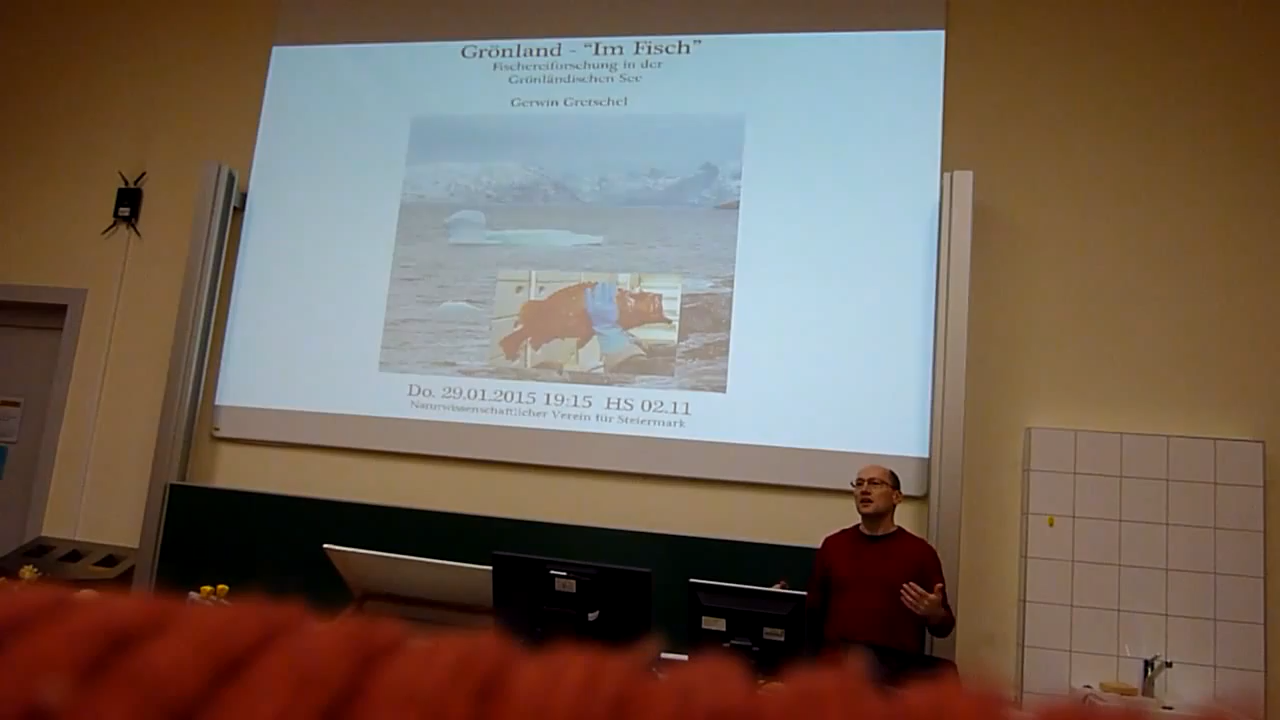 Grönland - "Im Fisch"
Fischereiforschung in der
Grönländischen See
Gerwin Gretschel
Do. 29.01.2015 19:15 HS 02.11
Naturwissenschaftlicher Verein für Steiermark